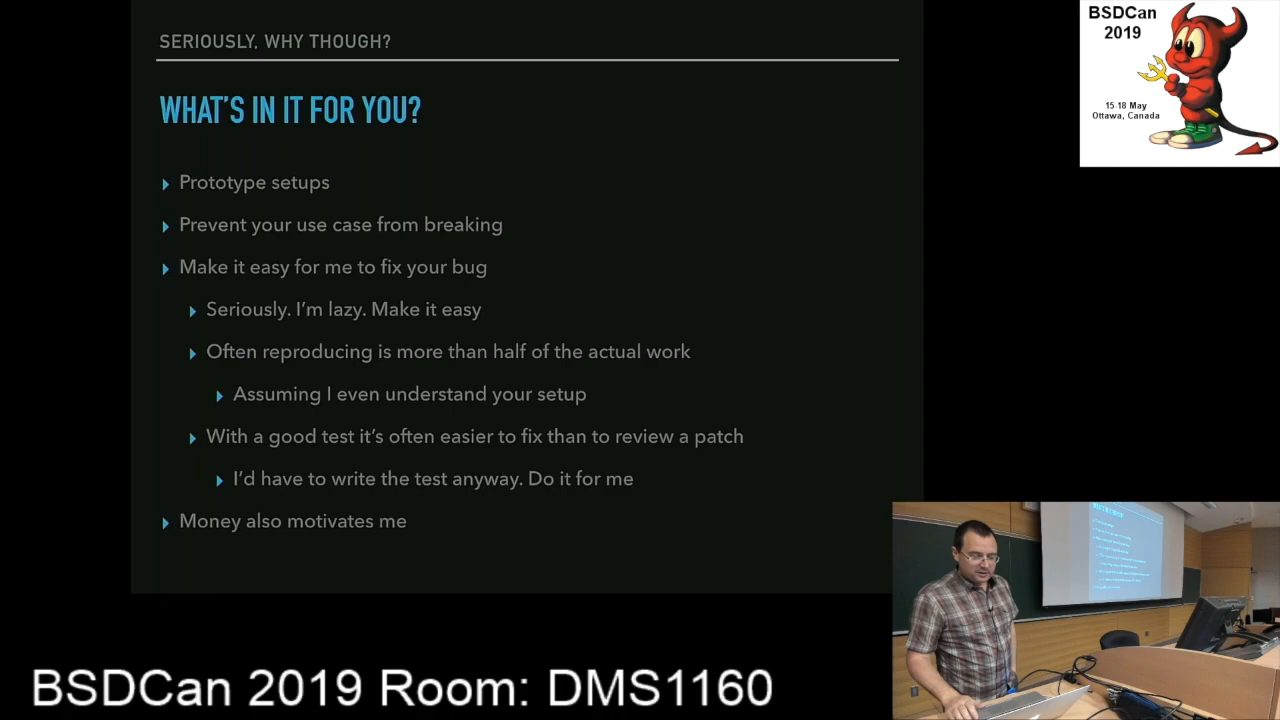 SERIOUSLY, WHY THOUGH?
WHAT'S IN IT FOR YOU?
Prototype setups
Prevent your use case from breaking
Make it easy for me to fix your bug
Seriously. I'm lazy. Make it easy
Often reproducing is more than half of the actual work
Assuming I even understand your setup
With a good test it's often easier to fix than to review a patch
I'd have to write the test anyway. Do it for me
Money also motivates me
BSDCan
2019
15-18 May
Ottawa, Canada
BSDCan 2019 Room: DMS1160